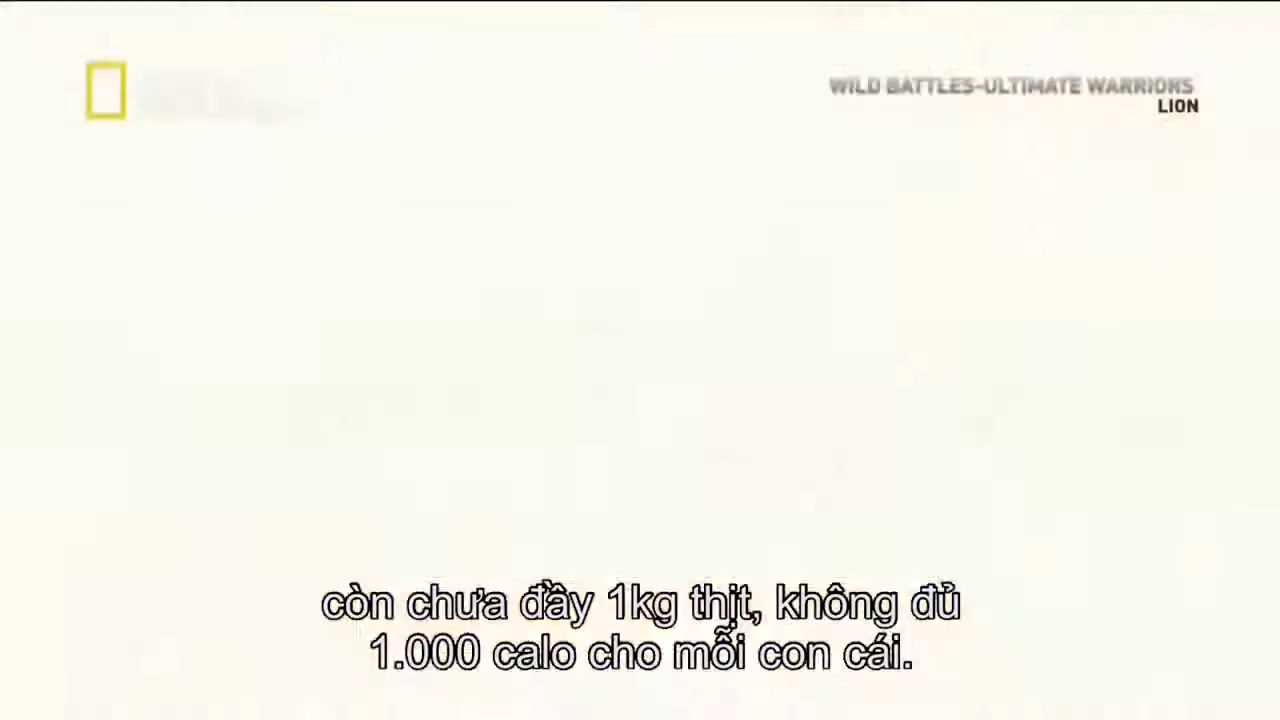 WILD BATTLES-ULTIMATE WARRIORS
LION
còn chưa đầy 1kg thịt, không đủ
1.000 calo cho mỗi con cái.